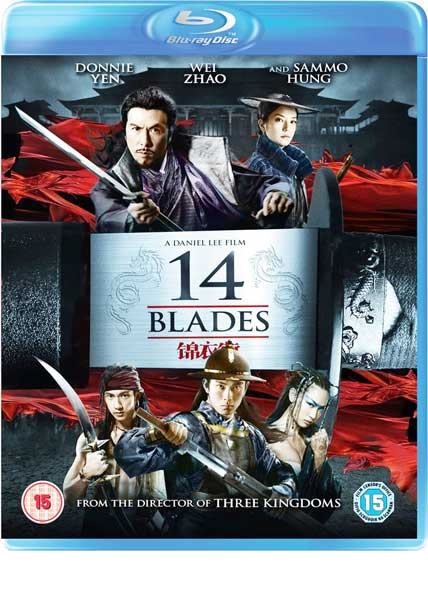 Blu-ray Disc
DONNIE YEN
WEI ZHAO
AND SAMMO HUNG
A DANIEL LEE FILM
14
BLADES
锦衣卫
FROM THE DIRECTOR OF THREE KINGDOMS
15
15